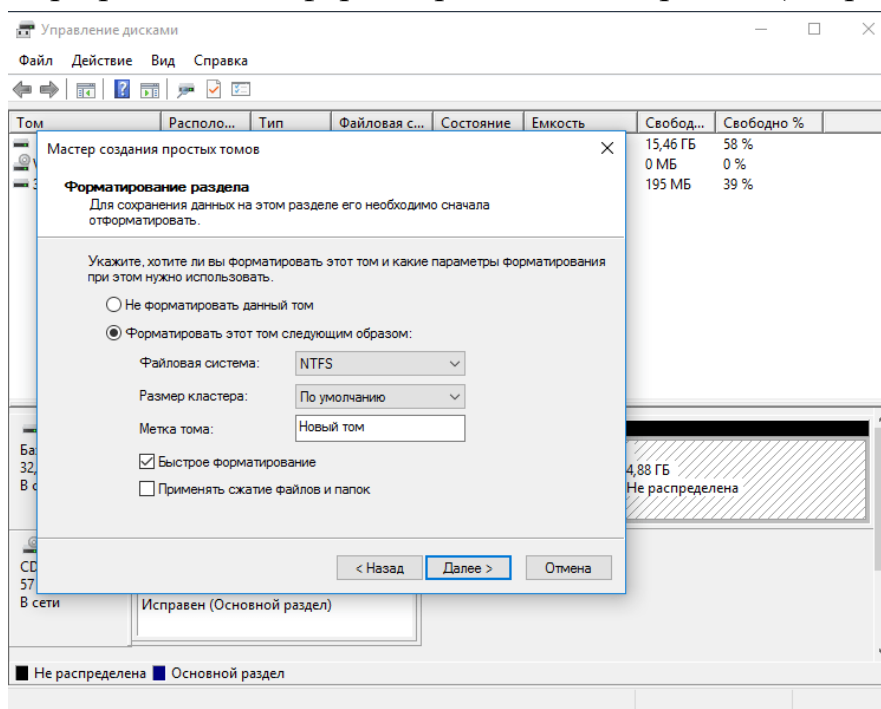 Управление дисками
Файл Действие Вид Справка
Том Располо... Тип Файловая с... Состояние Емкость Свобод... Свободно %
15,46 ГБ 58 %
0 МБ 0 %
195 МБ 39 %
Мастер создания простых томов
Форматирование раздела
Для сохранения данных на этом разделе его необходимо сначала
отформатировать.
Укажите, хотите ли вы форматировать этот том и какие параметры форматирования
при этом нужно использовать.
Не форматировать данный том
Форматировать этот том следующим образом:
Файловая система: NTFS
Размер кластера: По умолчанию
Метка тома: Новый том
Быстрое форматирование
Применять сжатие файлов и папок
< Назад Далее > Отмена
Ба
32,
В с
4,88 ГБ
Не распределена
CD
57
В сети
Исправен (Основной раздел)
Не распределена Основной раздел